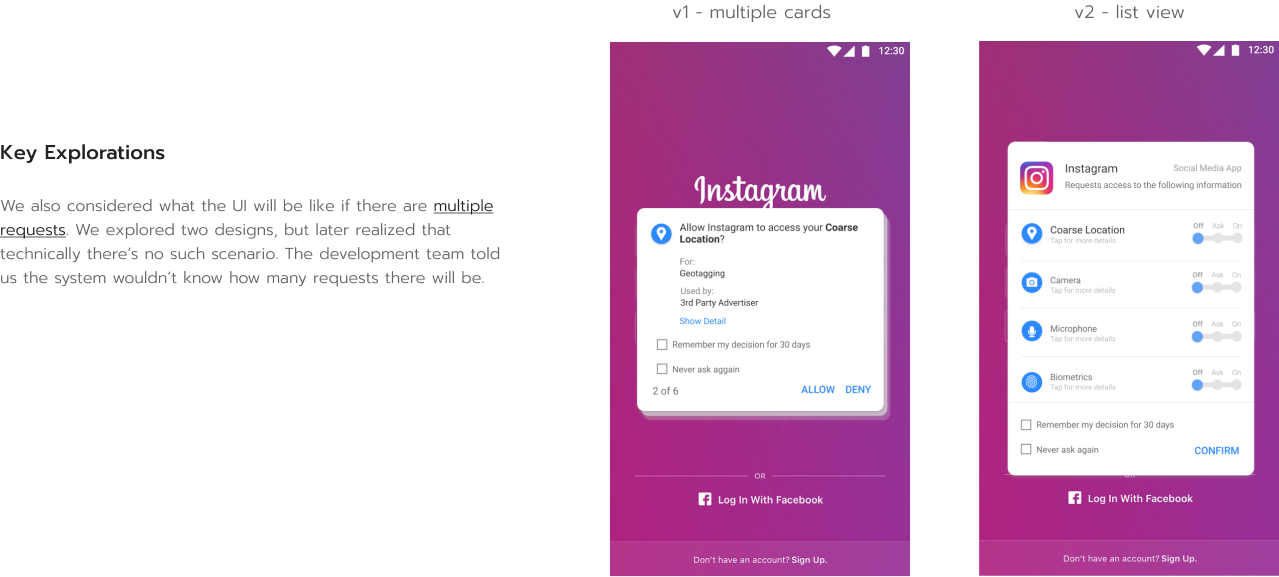 v1 - multiple cards
v2 - list view
Key Explorations
We also considered what the UI will be like if there are multiple
requests. We explored two designs, but later realized that
technically there's no such scenario. The development team told
us the system wouldn't know how many requests there will be.
12:30
Instagram
Allow Instagram to access your Coarse
Location?
For:
Geotagging
Used by:
3rd Party Advertiser
Show Detail
Remember my decision for 30 days
Never ask aggain
2 of 6
ALLOW DENY
OR
Log In With Facebook
Don't have an account? Sign Up.
12:30
Instagram
Social Media App
Requests access to the following information
Coarse Location
Tap for more details
Off Ask On
Camera
Tap for more details
Off Ask On
Microphone
Tap for more details
Off Ask On
Biometrics
Tap for more details
Off Ask On
Remember my decision for 30 days
Never ask again
CONFIRM
Log In With Facebook
Don't have an account? Sign Up.